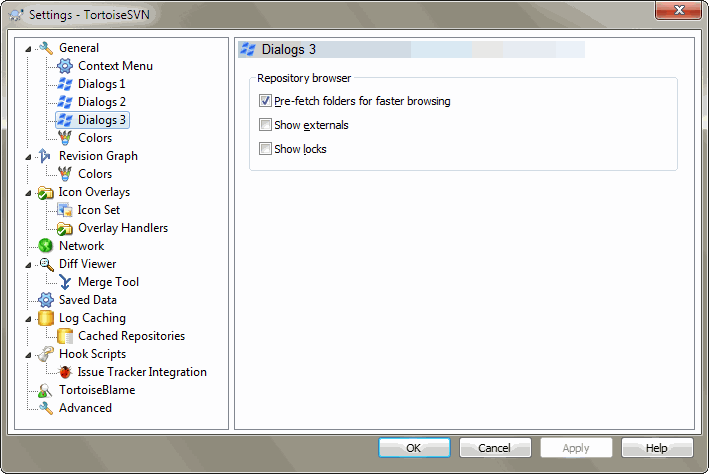 Settings - TortoiseSVN
General
Context Menu
Dialogs 1
Dialogs 2
Dialogs 3
Colors
Revision Graph
Colors
Icon Overlays
Icon Set
Overlay Handlers
Network
Diff Viewer
Merge Tool
Saved Data
Log Caching
Cached Repositories
Hook Scripts
Issue Tracker Integration
TortoiseBlame
Advanced
Dialogs 3
Repository browser
Pre-fetch folders for faster browsing
Show externals
Show locks
OK Cancel Apply Help